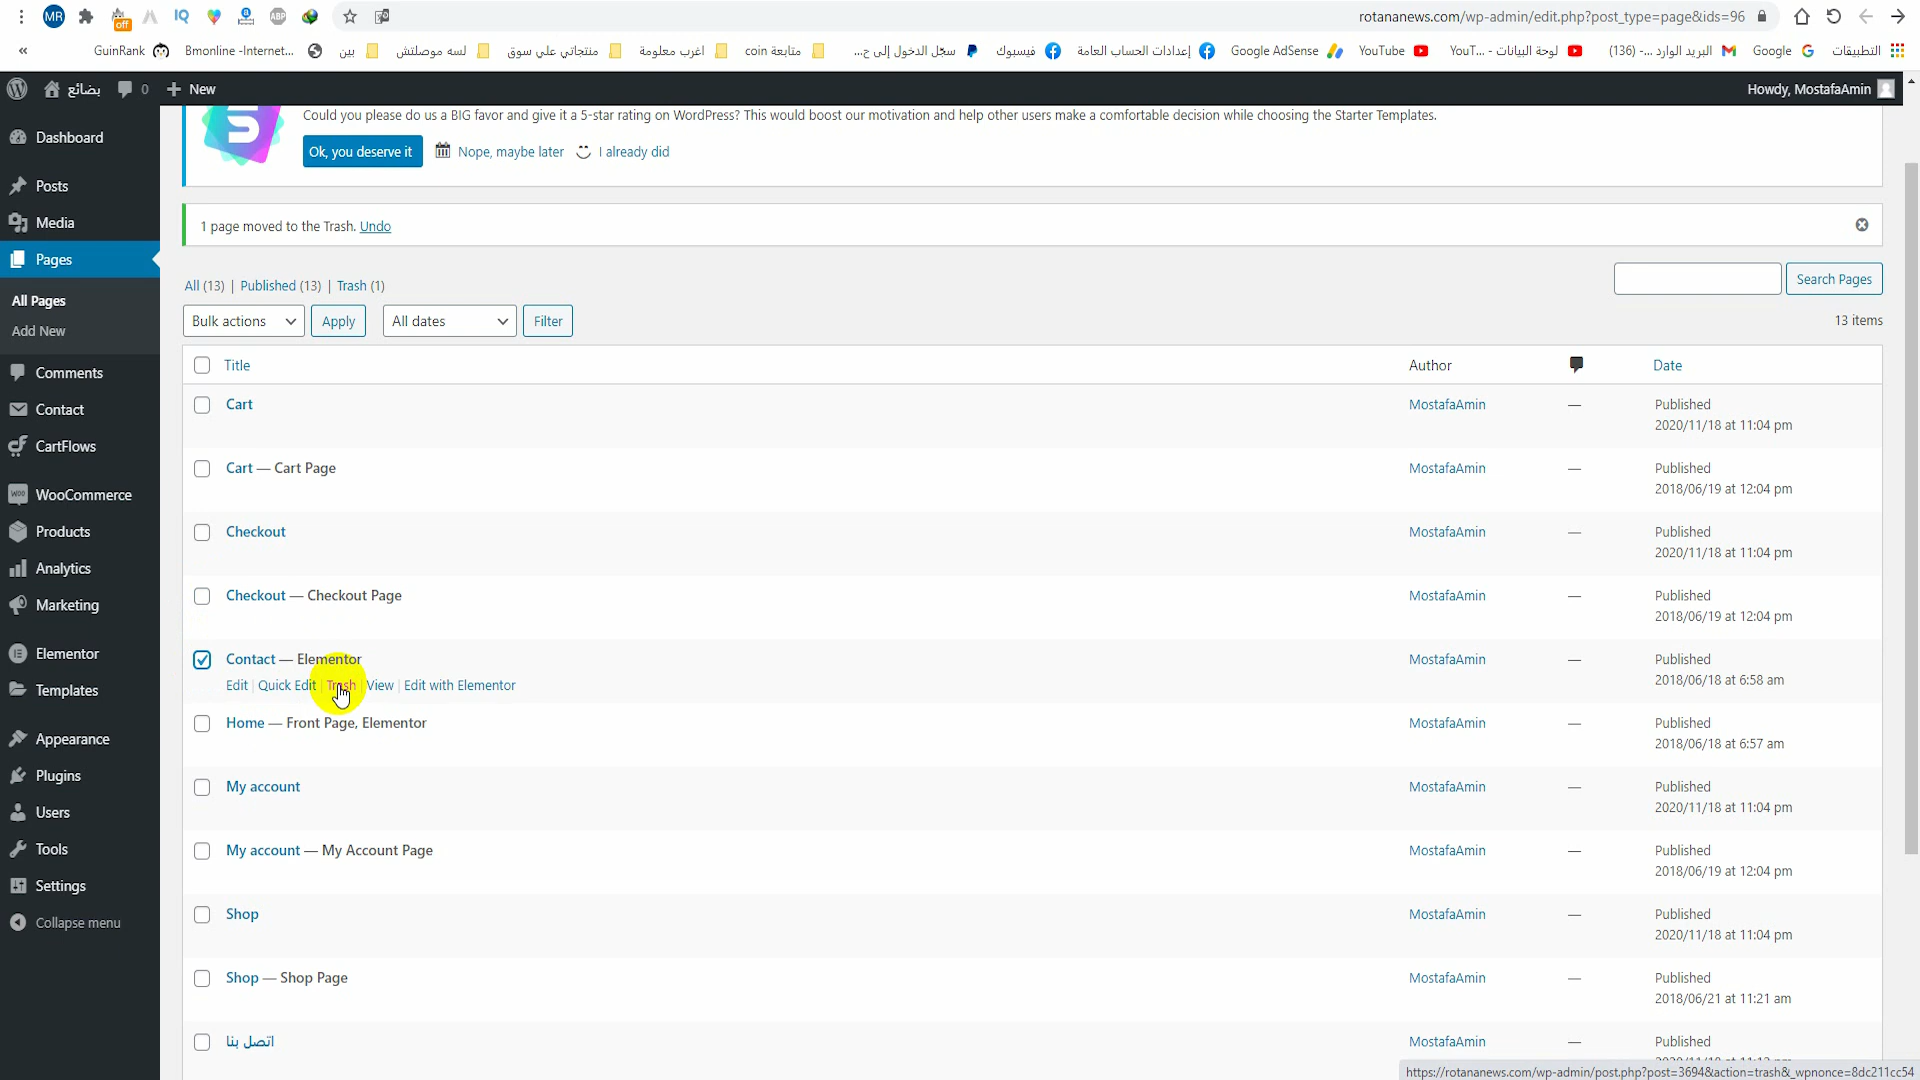 MR
off
IQ
ABP
rotananews.com/wp-admin/edit.php?post_type=page&ids=96
«
GuinRank
Bmonline -Internet...
بين
لسه موصلتش
اغرب معلومة
منتجاتي علي سوق
متابعة coin
سجّل الدخول إلى ح...
فيسبوك
إعدادات الحساب العامة
Google AdSense
YouTube
لوحة البيانات - YouT...
البريد الوارد -... (136)
Google
التطبيقات
بضائع
0
+ New
Howdy, MostafaAmin
Could you please do us a BIG favor and give it a 5-star rating on WordPress? This would boost our motivation and help other users make a comfortable decision while choosing the Starter Templates.
Ok, you deserve it
Nope, maybe later
I already did
1 page moved to the Trash. Undo
Dashboard
Posts
Media
Pages
All Pages
Add New
Comments
Contact
CartFlows
WooCommerce
Products
Analytics
Marketing
Elementor
Templates
Appearance
Plugins
Users
Tools
Settings
Collapse menu
All (13) | Published (13) | Trash (1)
Search Pages
Bulk actions
Apply
All dates
Filter
13 items
Title Author Date
Cart MostafaAmin — Published
2020/11/18 at 11:04 pm
Cart — Cart Page MostafaAmin — Published
2018/06/19 at 12:04 pm
Checkout MostafaAmin — Published
2020/11/18 at 11:04 pm
Checkout — Checkout Page MostafaAmin — Published
2018/06/19 at 12:04 pm
Contact — Elementor MostafaAmin — Published
Edit | Quick Edit | Trash | View | Edit with Elementor 2018/06/18 at 6:58 am
Home — Front Page, Elementor MostafaAmin — Published
2018/06/18 at 6:57 am
My account MostafaAmin — Published
2020/11/18 at 11:04 pm
My account — My Account Page MostafaAmin — Published
2018/06/19 at 12:04 pm
Shop MostafaAmin — Published
2020/11/18 at 11:04 pm
Shop — Shop Page MostafaAmin — Published
2018/06/21 at 11:21 am
اتصل بنا MostafaAmin — Published
https://rotananews.com/wp-admin/post.php?post=3694&action=trash&_wpnonce=8dc211cc54